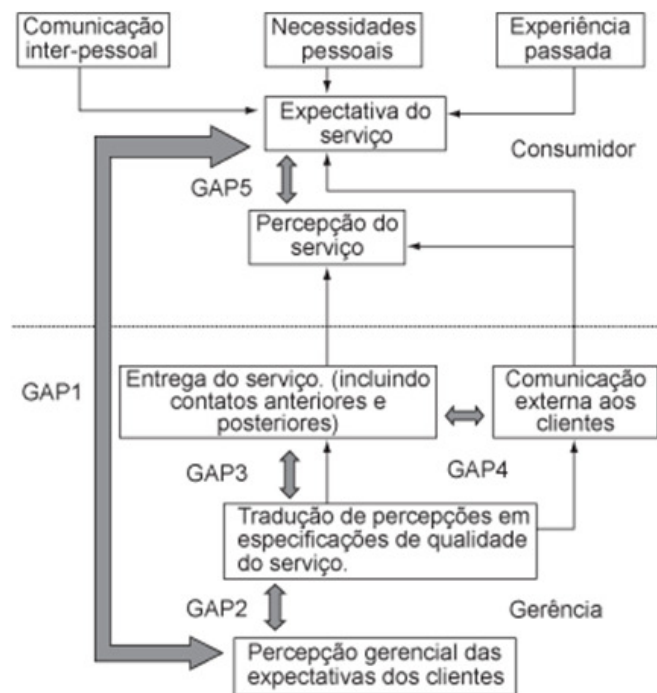 Comunicação
inter-pessoal
Necessidades
pessoais
Experiência
passada
Expectativa do
serviço
Consumidor
GAP5
Percepção do
serviço
GAP1
Entrega do serviço. (incluindo
contatos anteriores e
posteriores)
Comunicação
externa aos
clientes
GAP3
GAP4
Tradução de percepções em
especificações de qualidade
do serviço.
GAP2
Gerência
Percepção gerencial das
expectativas dos clientes